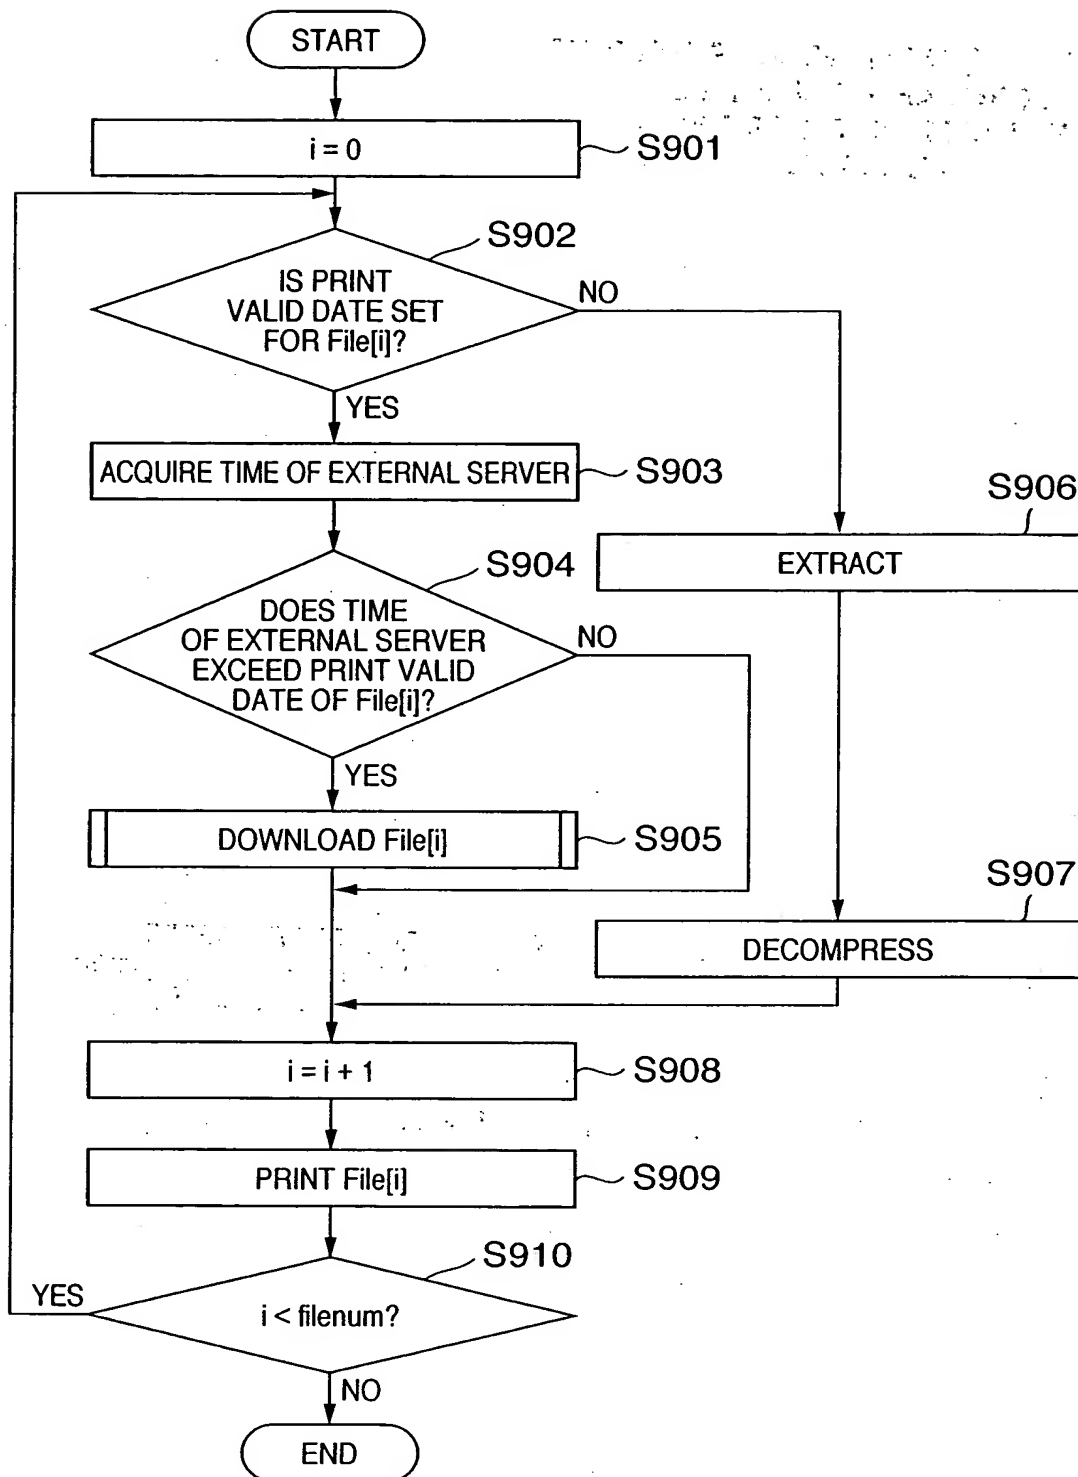 START
i = 0
S901
S902
IS PRINT
VALID DATE SET
FOR File[i]?
NO
YES
ACQUIRE TIME OF EXTERNAL SERVER
S903
S906
EXTRACT
S904
DOES TIME
OF EXTERNAL SERVER
EXCEED PRINT VALID
DATE OF File[i]?
NO
YES
DOWNLOAD File[i]
S905
S907
DECOMPRESS
i = i + 1
S908
PRINT File[i]
S909
S910
YES
i < filenum?
NO
END